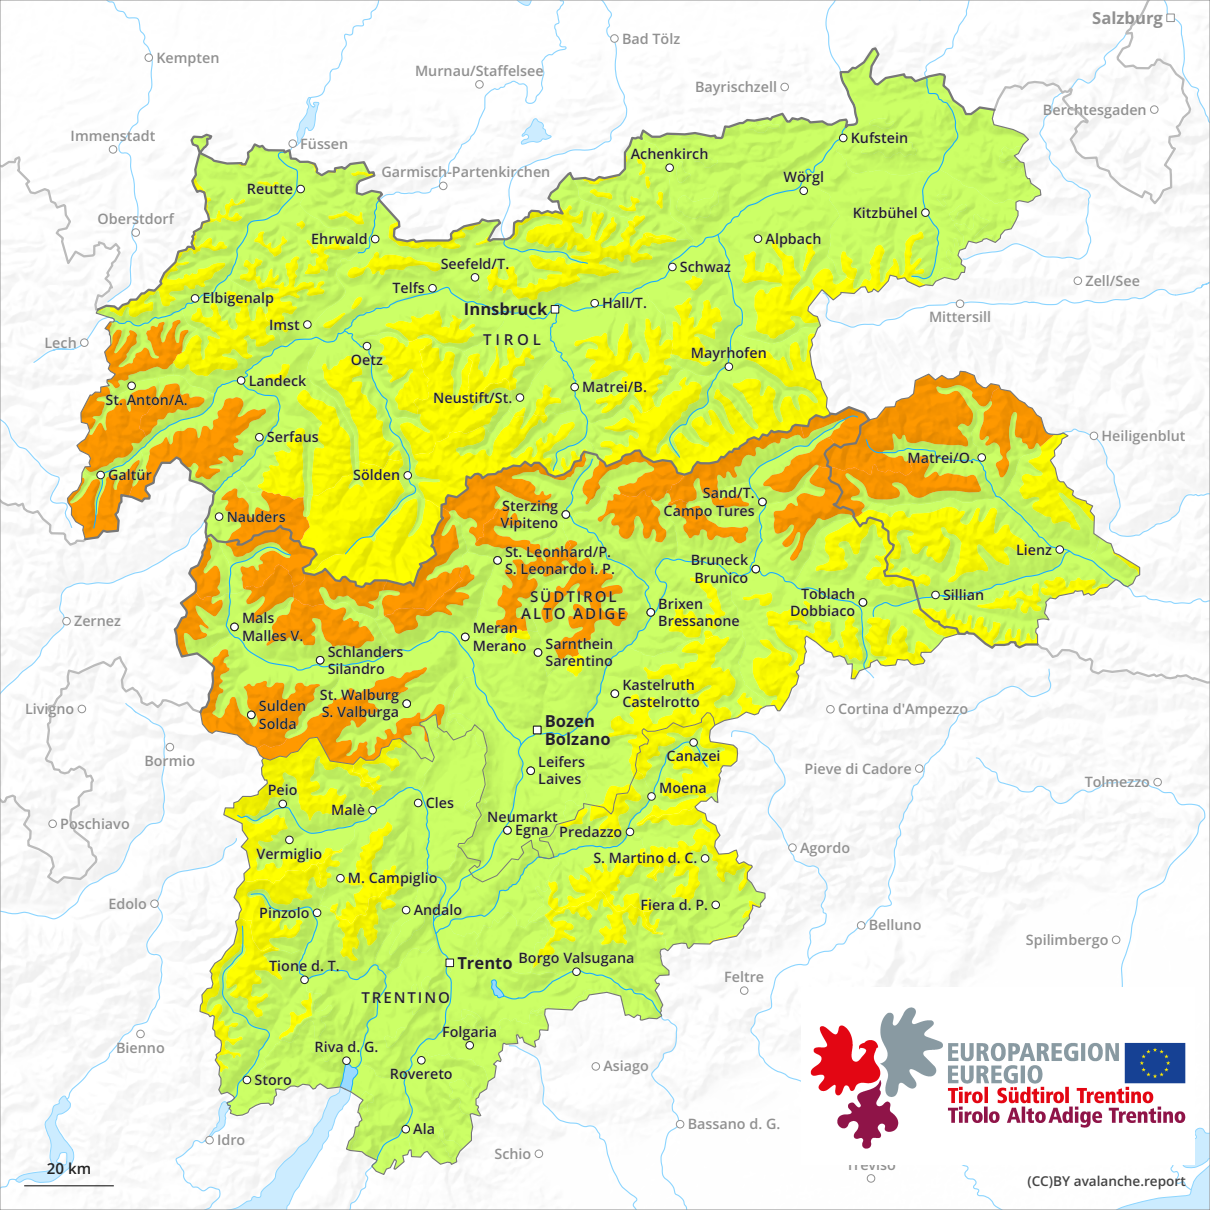 Salzburg
Bad Tölz
Kempten
Murnau/Staffelsee
Bayrischzell
Berchtesgaden
Immenstadt
Füssen
Kufstein
Achenkirch
Garmisch-Partenkirchen
Wörgl
Reutte
Oberstdorf
Kitzbühel
Ehrwald
Alpbach
Seefeld/T.
Schwaz
Zell/See
Telfs
Elbigenalp
Innsbruck
Hall/T.
Mittersill
Imst
TIROL
Lech
Oetz
Mayrhofen
Landeck
Matrei/B.
St. Anton/A.
Neustift/St.
Serfaus
Heiligenblut
Matrei/O.
Galtür
Sölden
Sand/T.
Campo Tures
Sterzing
Vipiteno
Nauders
St. Leonhard/P.
S. Leonardo i. P.
Lienz
Bruneck
Brunico
SÜDTIROL
ALTO ADIGE
Toblach
Dobbiaco
Sillian
Brixen
Bressanone
Zernez
Mals
Malles V.
Meran
Merano
Sarnthein
Sarentino
Schlanders
Silandro
Kastelruth
Castelrotto
St. Walburg
S. Valburga
Livigno
Sulden
Solda
Cortina d'Ampezzo
Bozen
Bolzano
Canazei
Bormio
Leifers
Laives
Pieve di Cadore
Tolmezzo
Peio
Moena
Malè
Cles
Neumarkt
Egna
Predazzo
Poschiavo
Vermiglio
S. Martino d. C.
Agordo
M. Campiglio
Edolo
Pinzolo
Andalo
Fiera d. P.
Belluno
Spilimbergo
Trento
Borgo Valsugana
Tione d. T.
Feltre
TRENTINO
Folgaria
Bienno
Riva d. G.
Asiago
Rovereto
Storo
EUROPAREGION
EUREGIO
Tirol Südtirol Trentino
Tirolo Alto Adige Trentino
Ala
Bassano d. G.
Idro
Schio
Treviso
20 km
(CC)BY avalanche.report